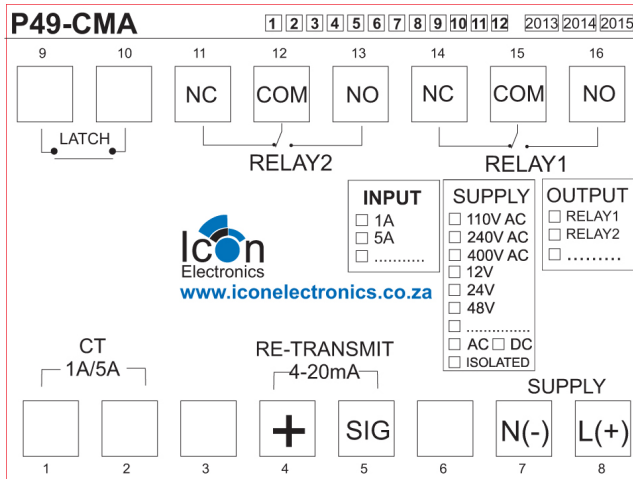 P49-CMA 1 2 3 4 5 6 7 8 9 10 11 12 2013 2014 2015
9 10 11 12 13 14 15 16
NC COM NO NC COM NO
LATCH
RELAY2 RELAY1
INPUT
1A
5A
...........
SUPPLY
110V AC
240V AC
400V AC
12V
24V
48V
..............
AC DC
ISOLATED
OUTPUT
RELAY1
RELAY2
.........
Icon
Electronics
www.iconelectronics.co.za
CT
1A/5A
RE-TRANSMIT
4-20mA
SUPPLY
+ SIG N(-) L(+)
1 2 3 4 5 6 7 8